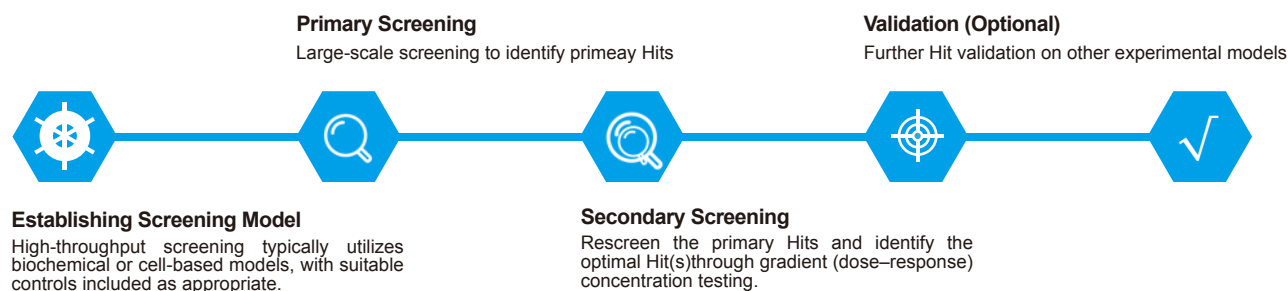 Primary Screening
Large-scale screening to identify primeay Hits
Validation (Optional)
Further Hit validation on other experimental models
√
Establishing Screening Model
High-throughput screening typically utilizes
biochemical or cell-based models, with suitable
controls included as appropriate.
Secondary Screening
Rescreen the primary Hits and identify the
optimal Hit(s)through gradient (dose–response)
concentration testing.